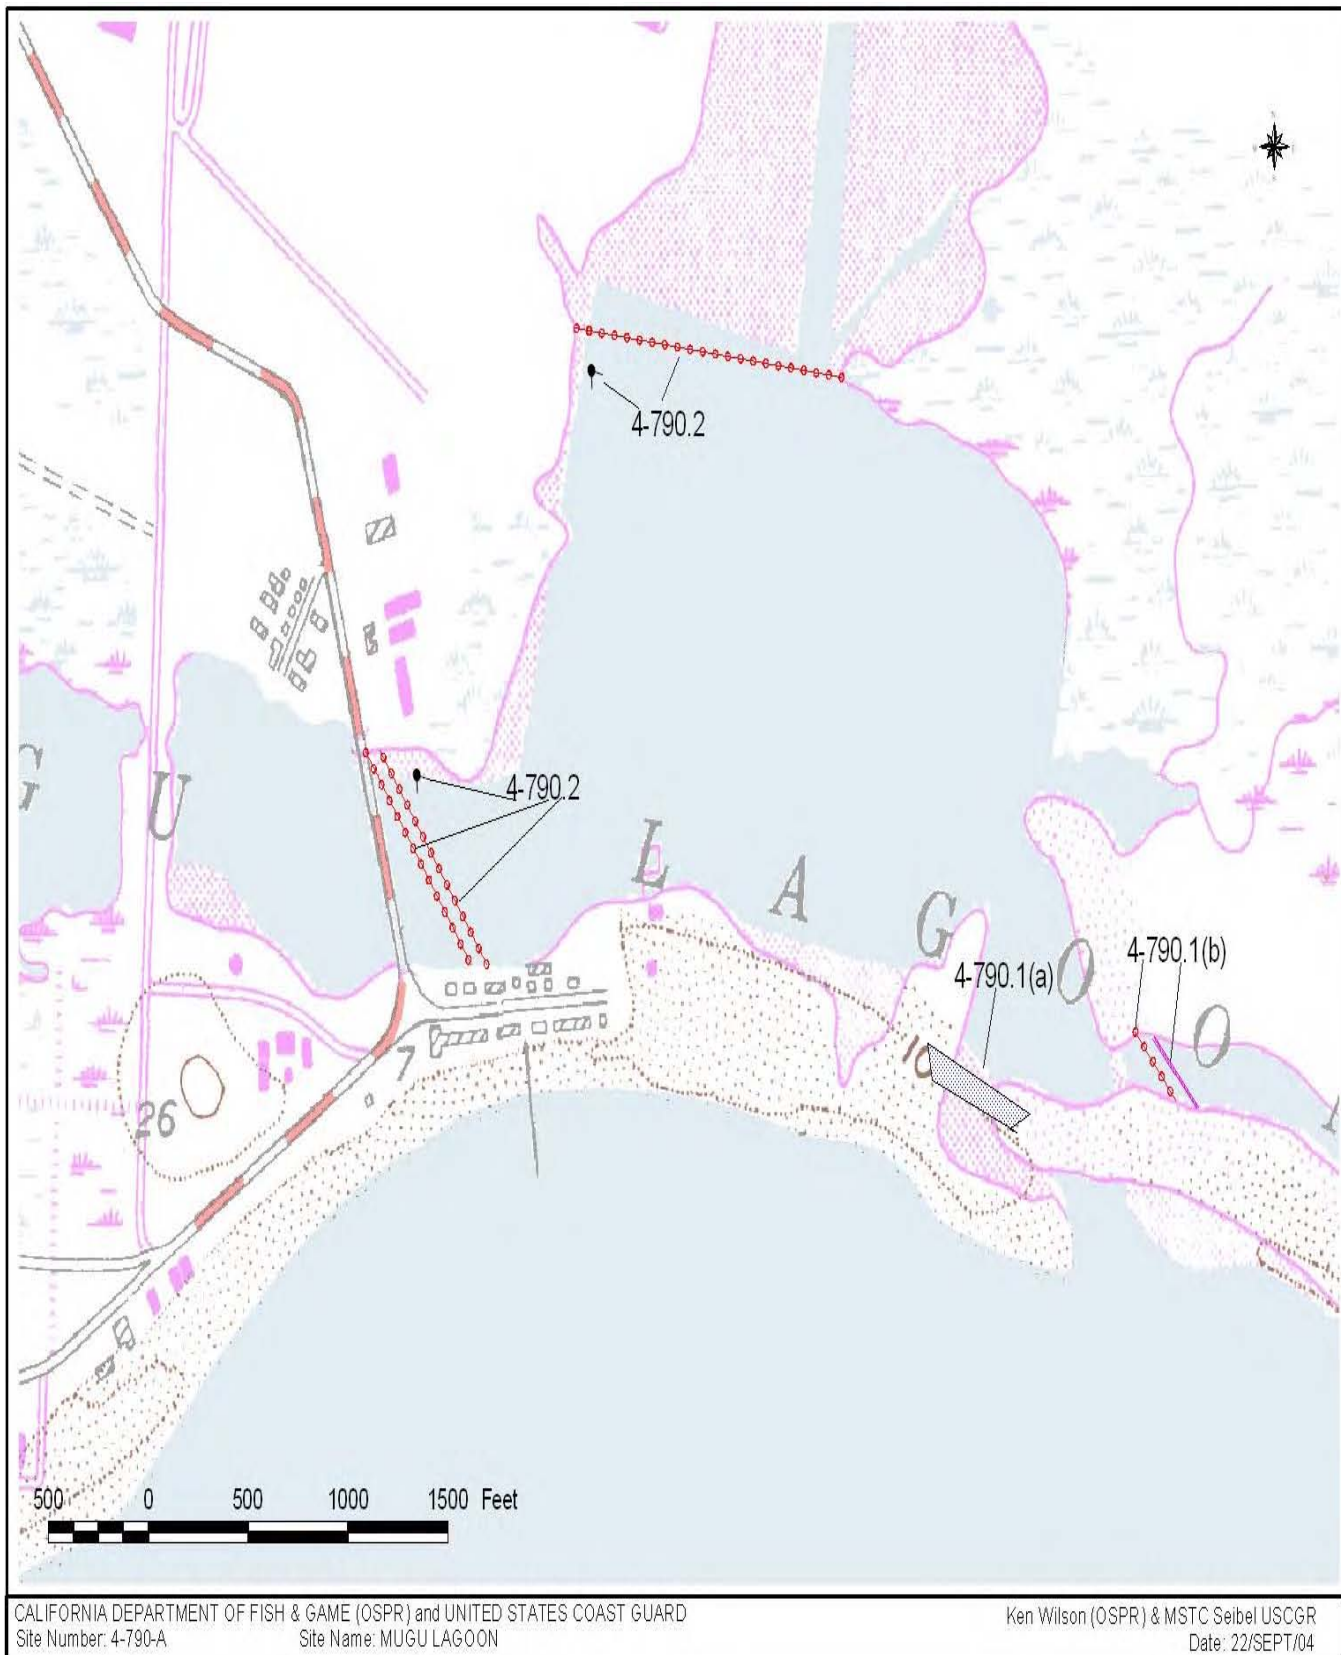 4-790.2
G U
4-790.2
L A G O O
4-790.1(a)
4-790.1(b)
10
7
26
500 0 500 1000 1500 Feet
CALIFORNIA DEPARTMENT OF FISH & GAME (OSPR) and UNITED STATES COAST GUARD
Ken Wilson (OSPR) & MSTC Seibel USCGR
Site Number: 4-790-A Site Name: MUGU LAGOON
Date: 22/SEPT/04